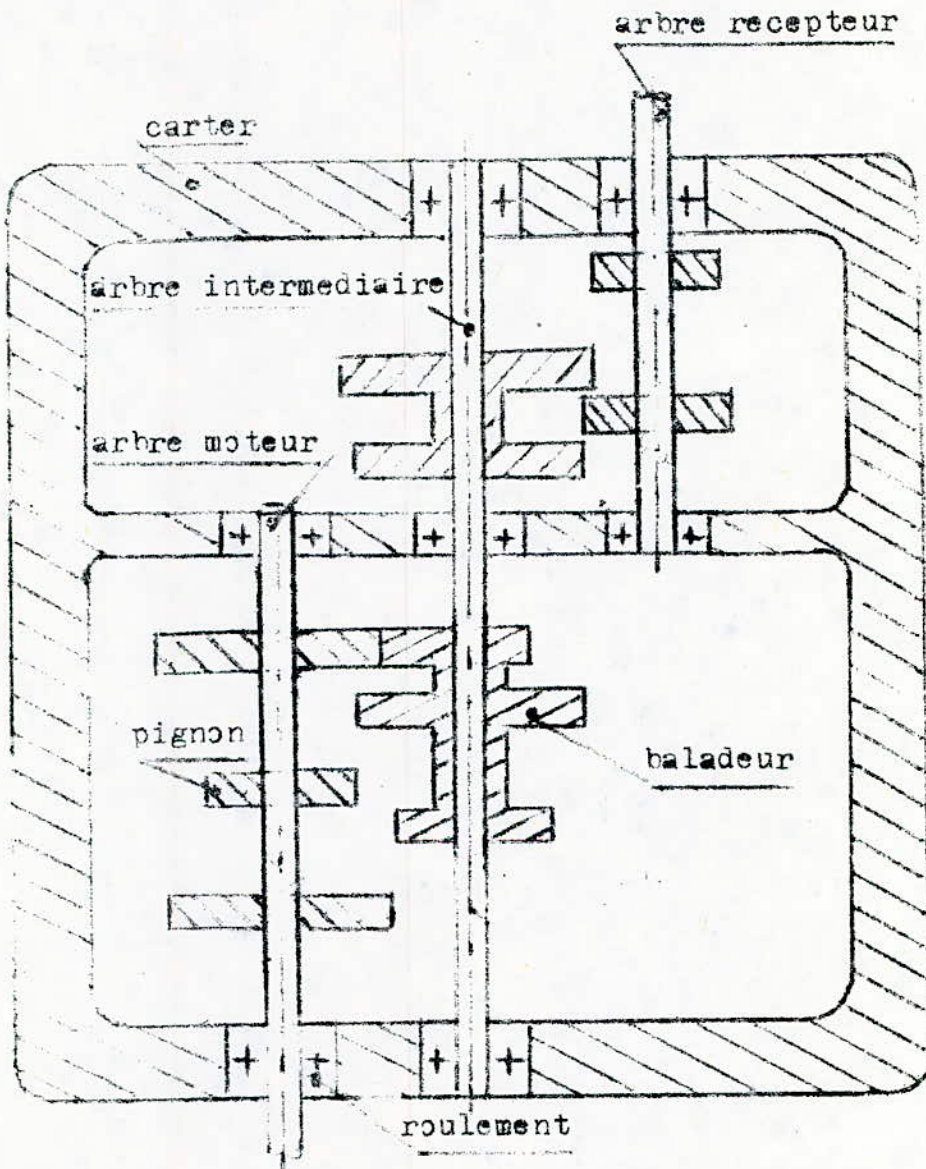 arbre recepteur
carter
arbre intermediaire
arbre moteur
pignon
baladeur
roulement